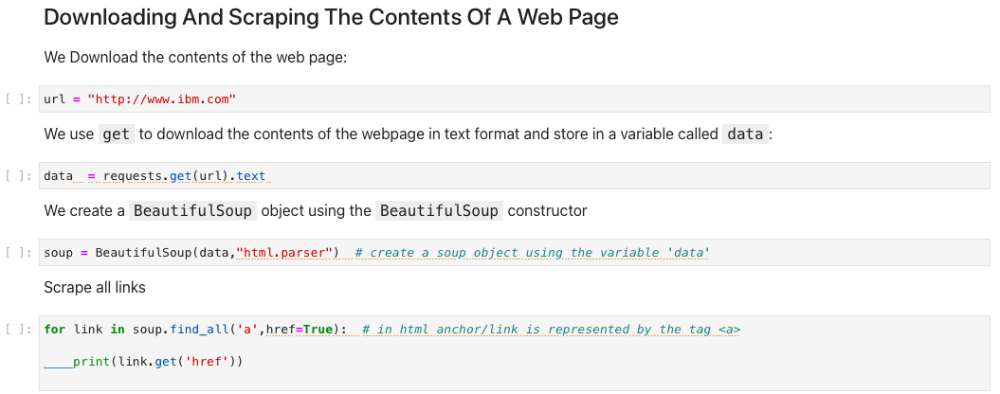 Downloading And Scraping The Contents Of A Web Page
We Download the contents of the web page:
[ ]: url = "http://www.ibm.com"
We use get to download the contents of the webpage in text format and store in a variable called data :
[ ]: data  = requests.get(url).text
We create a BeautifulSoup object using the BeautifulSoup constructor
[ ]: soup = BeautifulSoup(data,"html.parser")  # create a soup object using the variable 'data'
Scrape all links
[ ]: for link in soup.find_all('a',href=True):  # in html anchor/link is represented by the tag <a>
    print(link.get('href'))